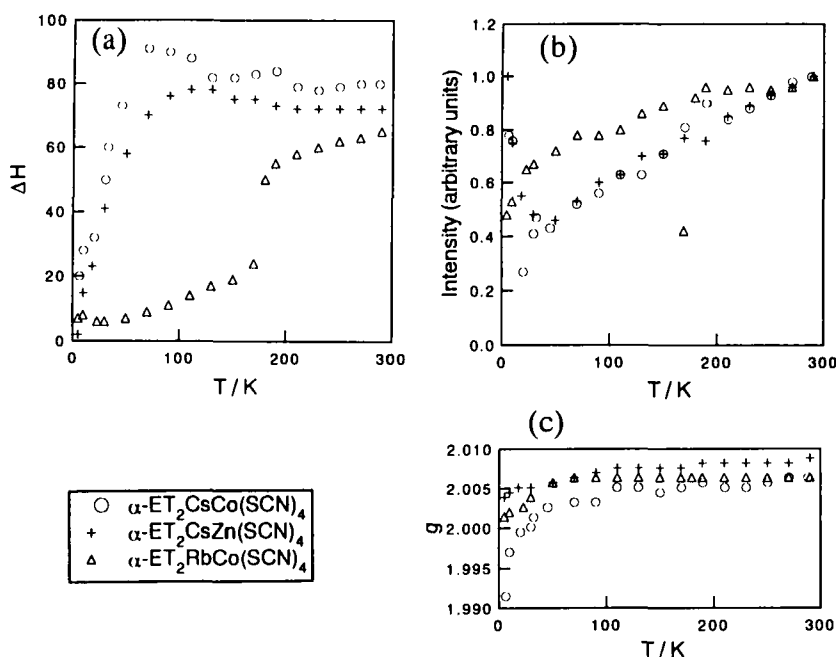 (a)
100
80
60
40
20
0
ΔH
0 100 200 300
T / K
(b)
1.2
1.0
0.8
0.6
0.4
0.2
0.0
Intensity (arbitrary units)
0 100 200 300
T / K
(c)
2.010
2.005
2.000
1.995
1.990
g
0 100 200 300
T / K
α-ET₂CsCo(SCN)₄
α-ET₂CsZn(SCN)₄
α-ET₂RbCo(SCN)₄